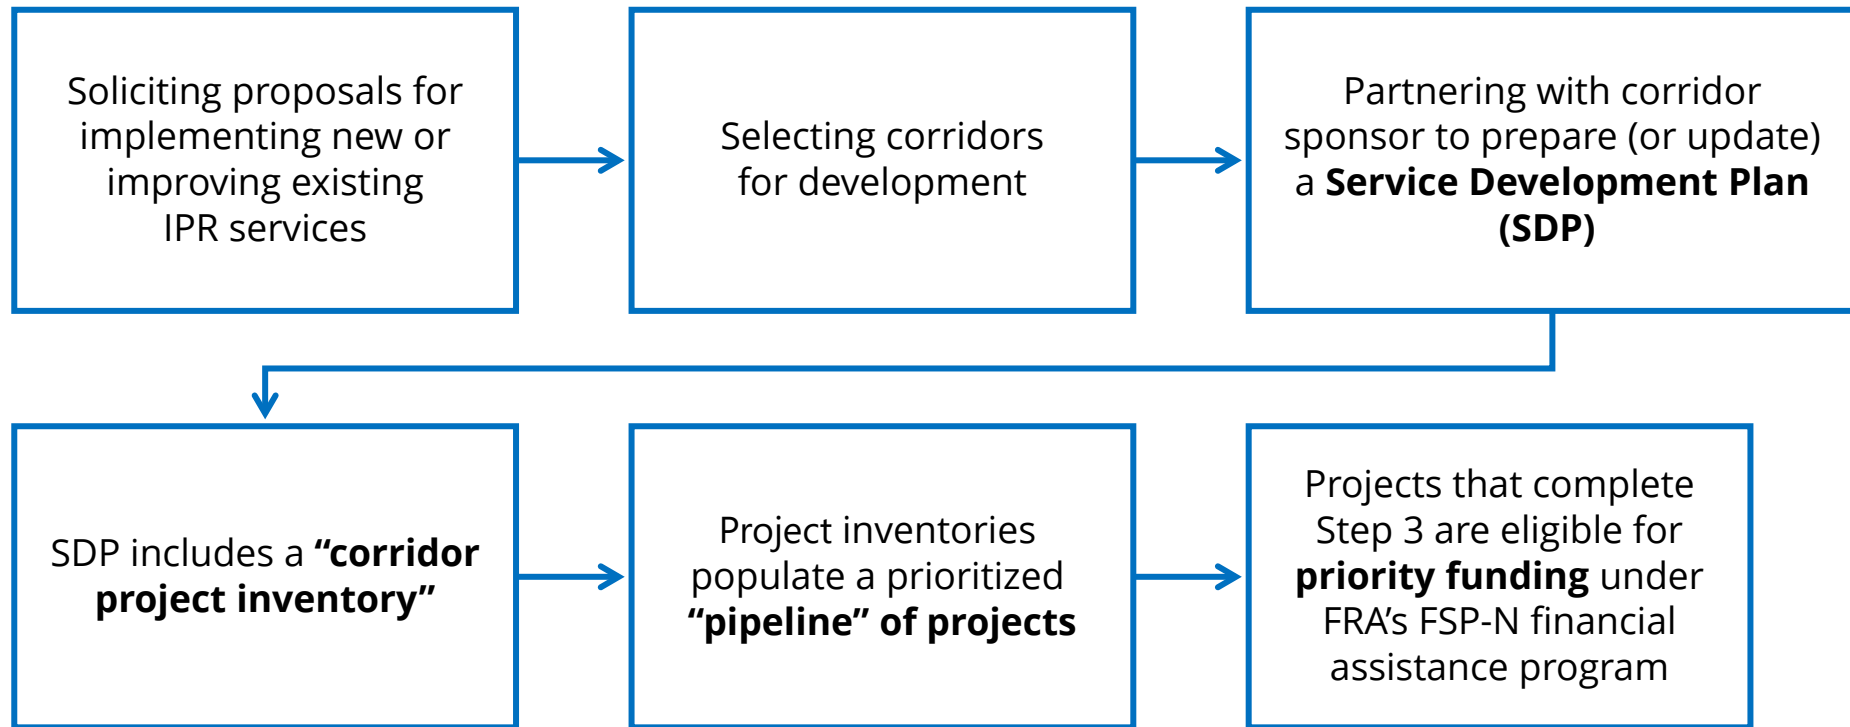 Soliciting proposals for
implementing new or
improving existing
IPR services
Selecting corridors
for development
Partnering with corridor
sponsor to prepare (or update)
a Service Development Plan
(SDP)
SDP includes a “corridor
project inventory”
Project inventories
populate a prioritized
“pipeline” of projects
Projects that complete
Step 3 are eligible for
priority funding under
FRA’s FSP-N financial
assistance program